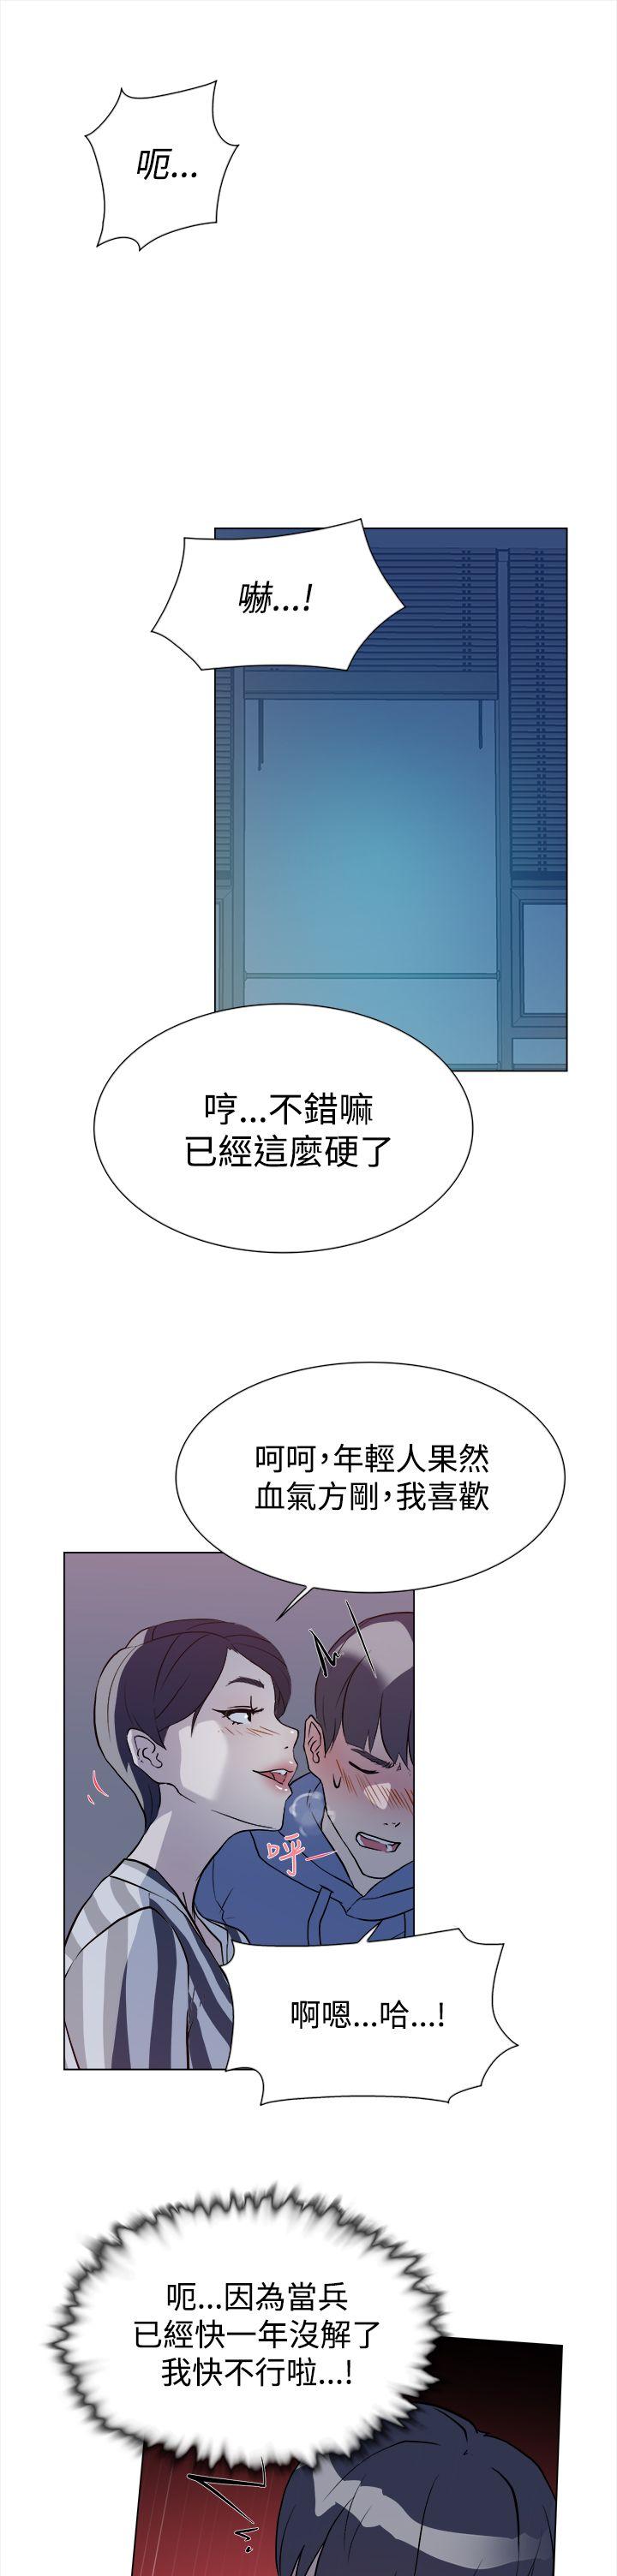 呃...
嚇...!
哼...不錯嘛
已經這麼硬了
呵呵,年輕人果然
血氣方剛,我喜歡
呼
啊嗯...哈...!
呃...因為當兵
已經快一年沒解了
我快不行啦...!